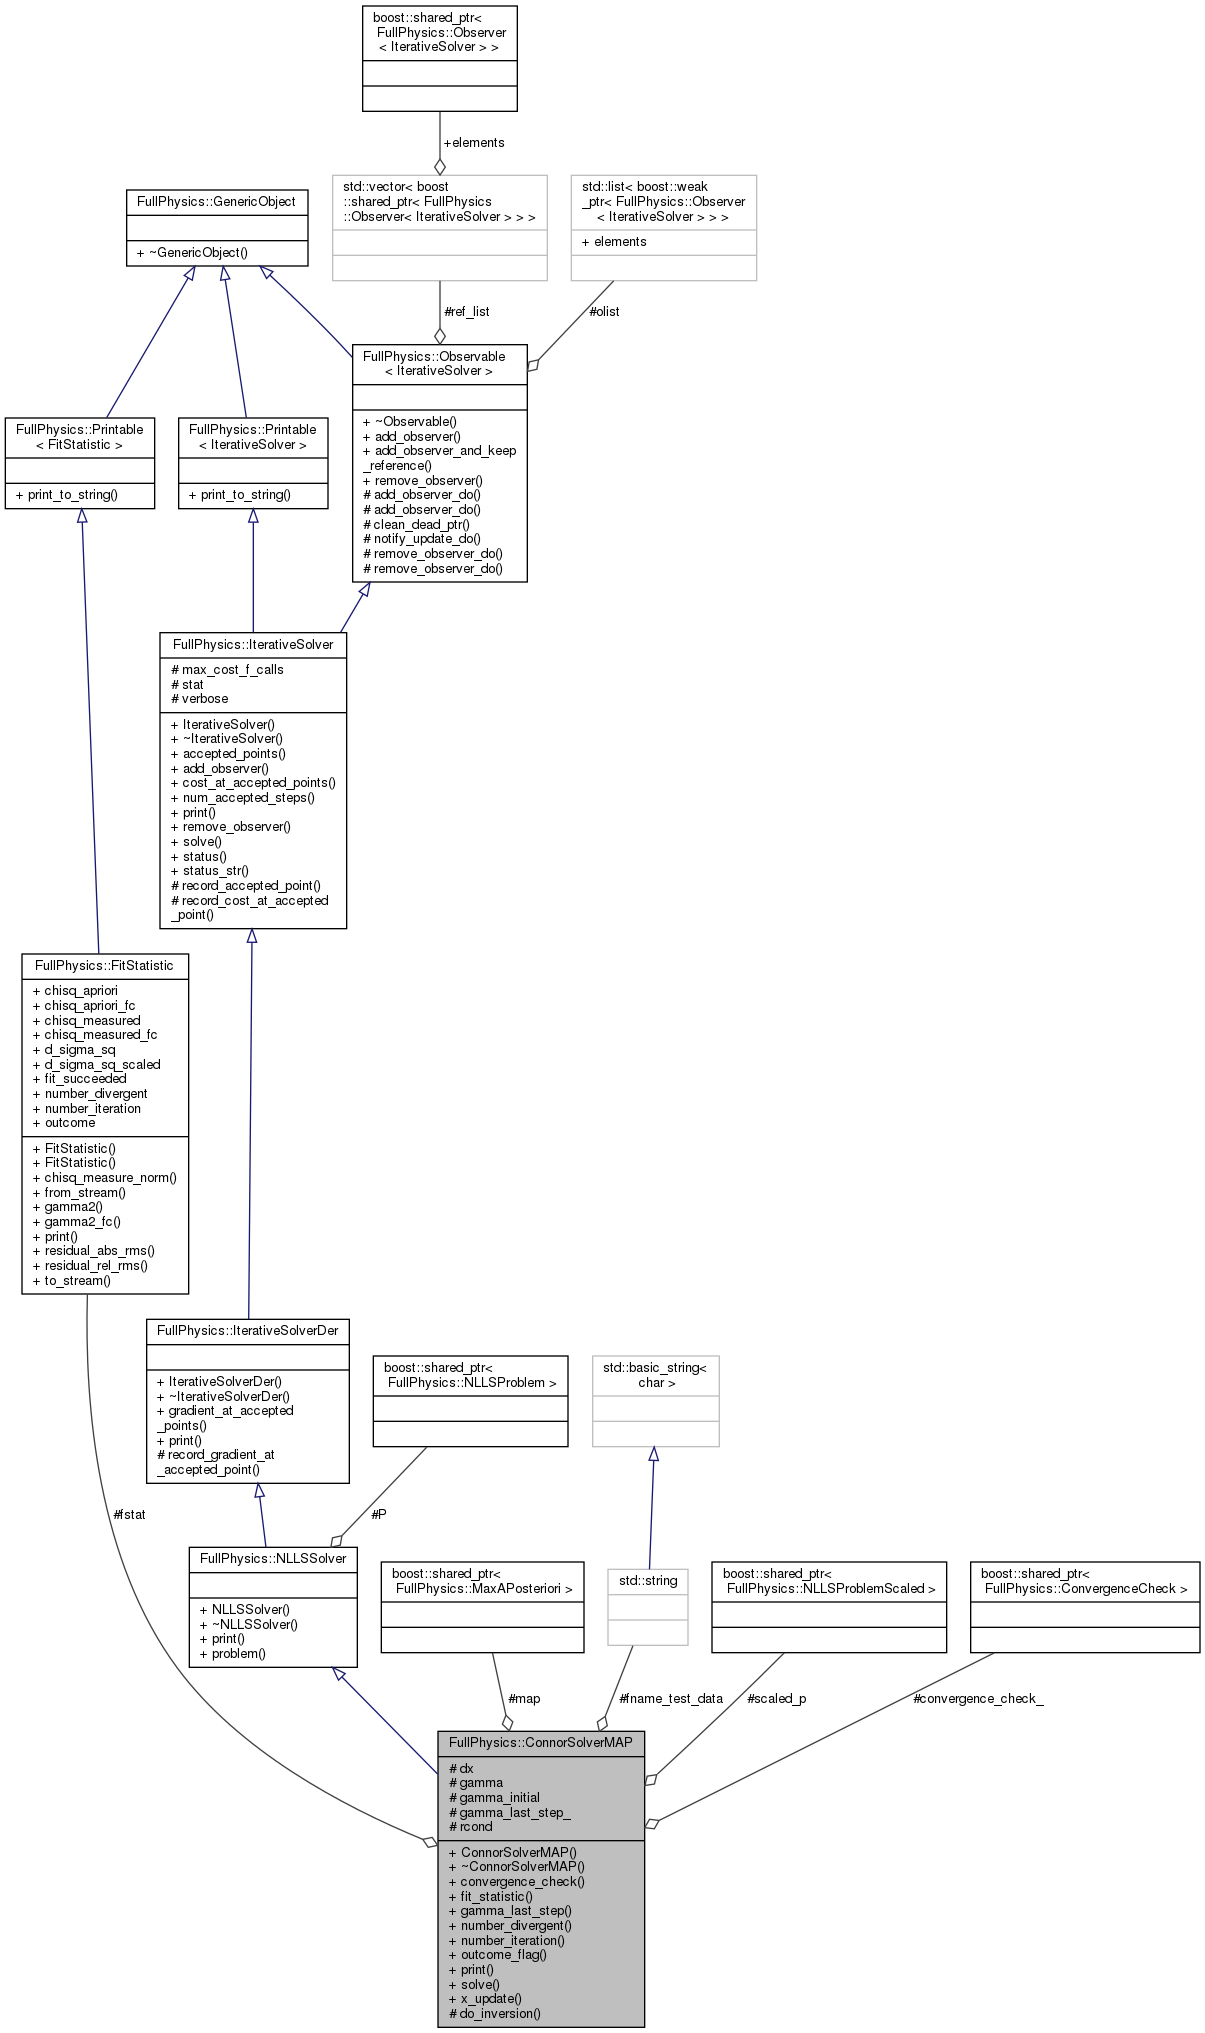 boost::shared_ptr<
FullPhysics::Observer
< IterativeSolver > >
+elements
std::vector< boost
::shared_ptr< FullPhysics
::Observer< IterativeSolver > > >
std::list< boost::weak
_ptr< FullPhysics::Observer
< IterativeSolver > > >
+ elements
FullPhysics::GenericObject
+ ~GenericObject()
#ref_list
#olist
FullPhysics::Observable
< IterativeSolver >
+ ~Observable()
+ add_observer()
+ add_observer_and_keep
_reference()
+ remove_observer()
# add_observer_do()
# add_observer_do()
# clean_dead_ptr()
# notify_update_do()
# remove_observer_do()
# remove_observer_do()
FullPhysics::Printable
< FitStatistic >
+ print_to_string()
FullPhysics::Printable
< IterativeSolver >
+ print_to_string()
FullPhysics::IterativeSolver
# max_cost_f_calls
# stat
# verbose
+ IterativeSolver()
+ ~IterativeSolver()
+ accepted_points()
+ add_observer()
+ cost_at_accepted_points()
+ num_accepted_steps()
+ print()
+ remove_observer()
+ solve()
+ status()
+ status_str()
# record_accepted_point()
# record_cost_at_accepted
_point()
FullPhysics::FitStatistic
+ chisq_apriori
+ chisq_apriori_fc
+ chisq_measured
+ chisq_measured_fc
+ d_sigma_sq
+ d_sigma_sq_scaled
+ fit_succeeded
+ number_divergent
+ number_iteration
+ outcome
+ FitStatistic()
+ FitStatistic()
+ chisq_measure_norm()
+ from_stream()
+ gamma2()
+ gamma2_fc()
+ print()
+ residual_abs_rms()
+ residual_rel_rms()
+ to_stream()
FullPhysics::IterativeSolverDer
+ IterativeSolverDer()
+ ~IterativeSolverDer()
+ gradient_at_accepted
_points()
+ print()
# record_gradient_at
_accepted_point()
boost::shared_ptr<
FullPhysics::NLLSProblem >
std::basic_string<
char >
#fstat
#P
FullPhysics::NLLSSolver
+ NLLSSolver()
+ ~NLLSSolver()
+ print()
+ problem()
boost::shared_ptr<
FullPhysics::MaxAPosteriori >
std::string
boost::shared_ptr<
FullPhysics::NLLSProblemScaled >
boost::shared_ptr<
FullPhysics::ConvergenceCheck >
#map
#fname_test_data
#scaled_p
#convergence_check_
FullPhysics::ConnorSolverMAP
# dx
# gamma
# gamma_initial
# gamma_last_step_
# rcond
+ ConnorSolverMAP()
+ ~ConnorSolverMAP()
+ convergence_check()
+ fit_statistic()
+ gamma_last_step()
+ number_divergent()
+ number_iteration()
+ outcome_flag()
+ print()
+ solve()
+ x_update()
# do_inversion()